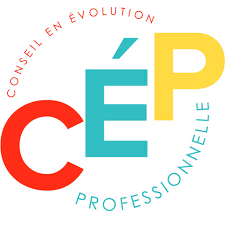 CONSEIL EN ÉVOLUTION
CÉP
PROFESSIONNELLE